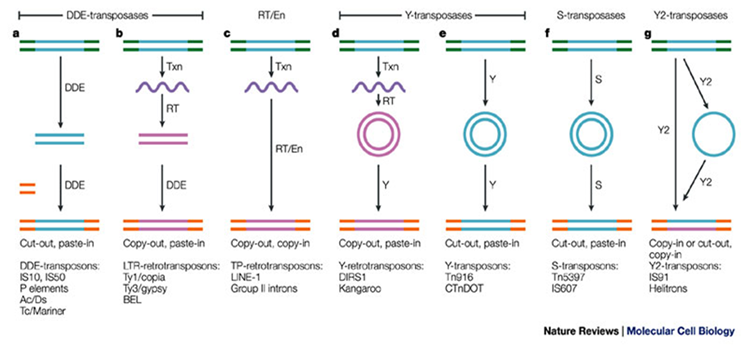 DDE-transposases RT/En Y-transposases S-transposases Y2-transposases
a b c d e f g
Txn Txn Txn
DDE RT RT Y S Y2
Y2
RT/En
Y2
DDE DDE Y Y S Y2
Cut-out, paste-in
DDE-transposons:
IS10, IS50
P elements
Ac/Ds
Tc/Mariner
Copy-out, paste-in
LTR-retrotransposons:
Ty1/copia
Ty3/gypsy
BEL
Copy-out, copy-in
TP-retrotransposons:
LINE-1
Group II introns
Copy-out, paste-in
Y-retrotransposons:
DIRS1
Kangaroo
Cut-out, paste-in
Y-transposons:
Tn916
CTnDOT
Cut-out, paste-in
S-transposons:
Tn5397
IS607
Copy-in or cut-out,
copy-in
Y2-transposons:
IS91
Helitrons
Nature Reviews | Molecular Cell Biology